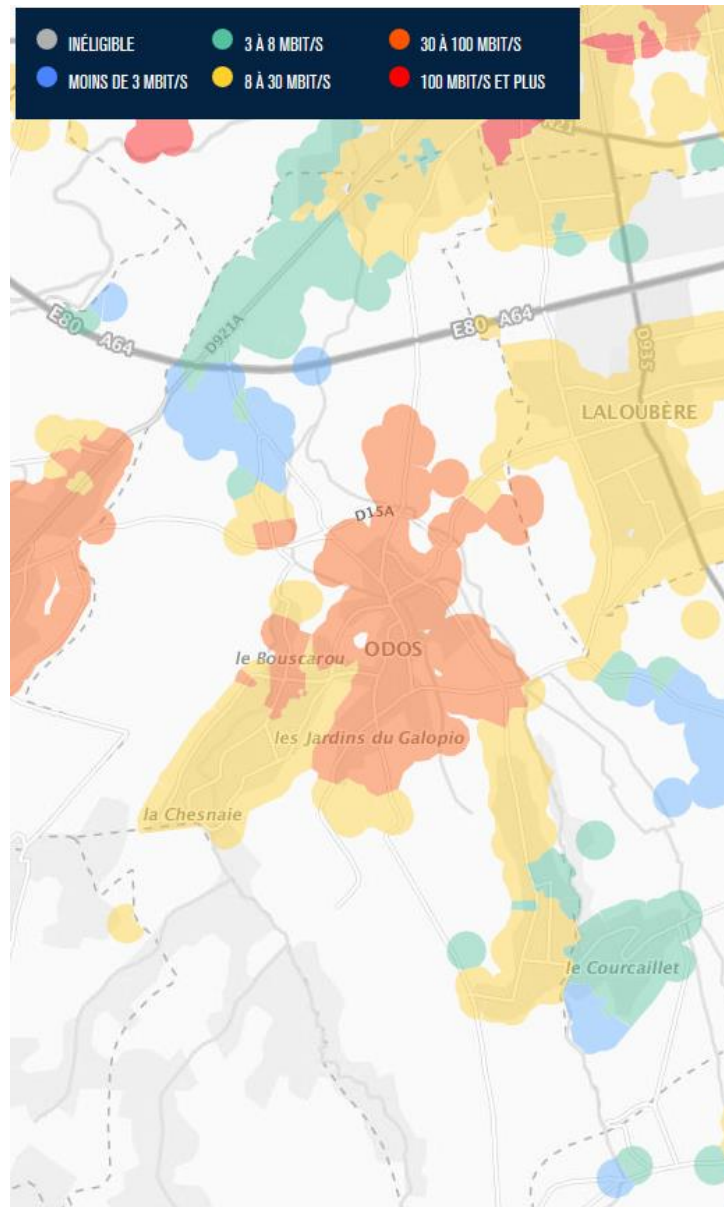 INÉLIGIBLE 3 À 8 MBIT/S 30 À 100 MBIT/S
MOINS DE 3 MBIT/S 8 À 30 MBIT/S 100 MBIT/S ET PLUS
A21
E80 A64
D921A
E80 A64
D935
LALOUBÈRE
D15A
ODOS
le Bouscarou
les Jardins du Galopio
la Chesnaie
le Courcaillet